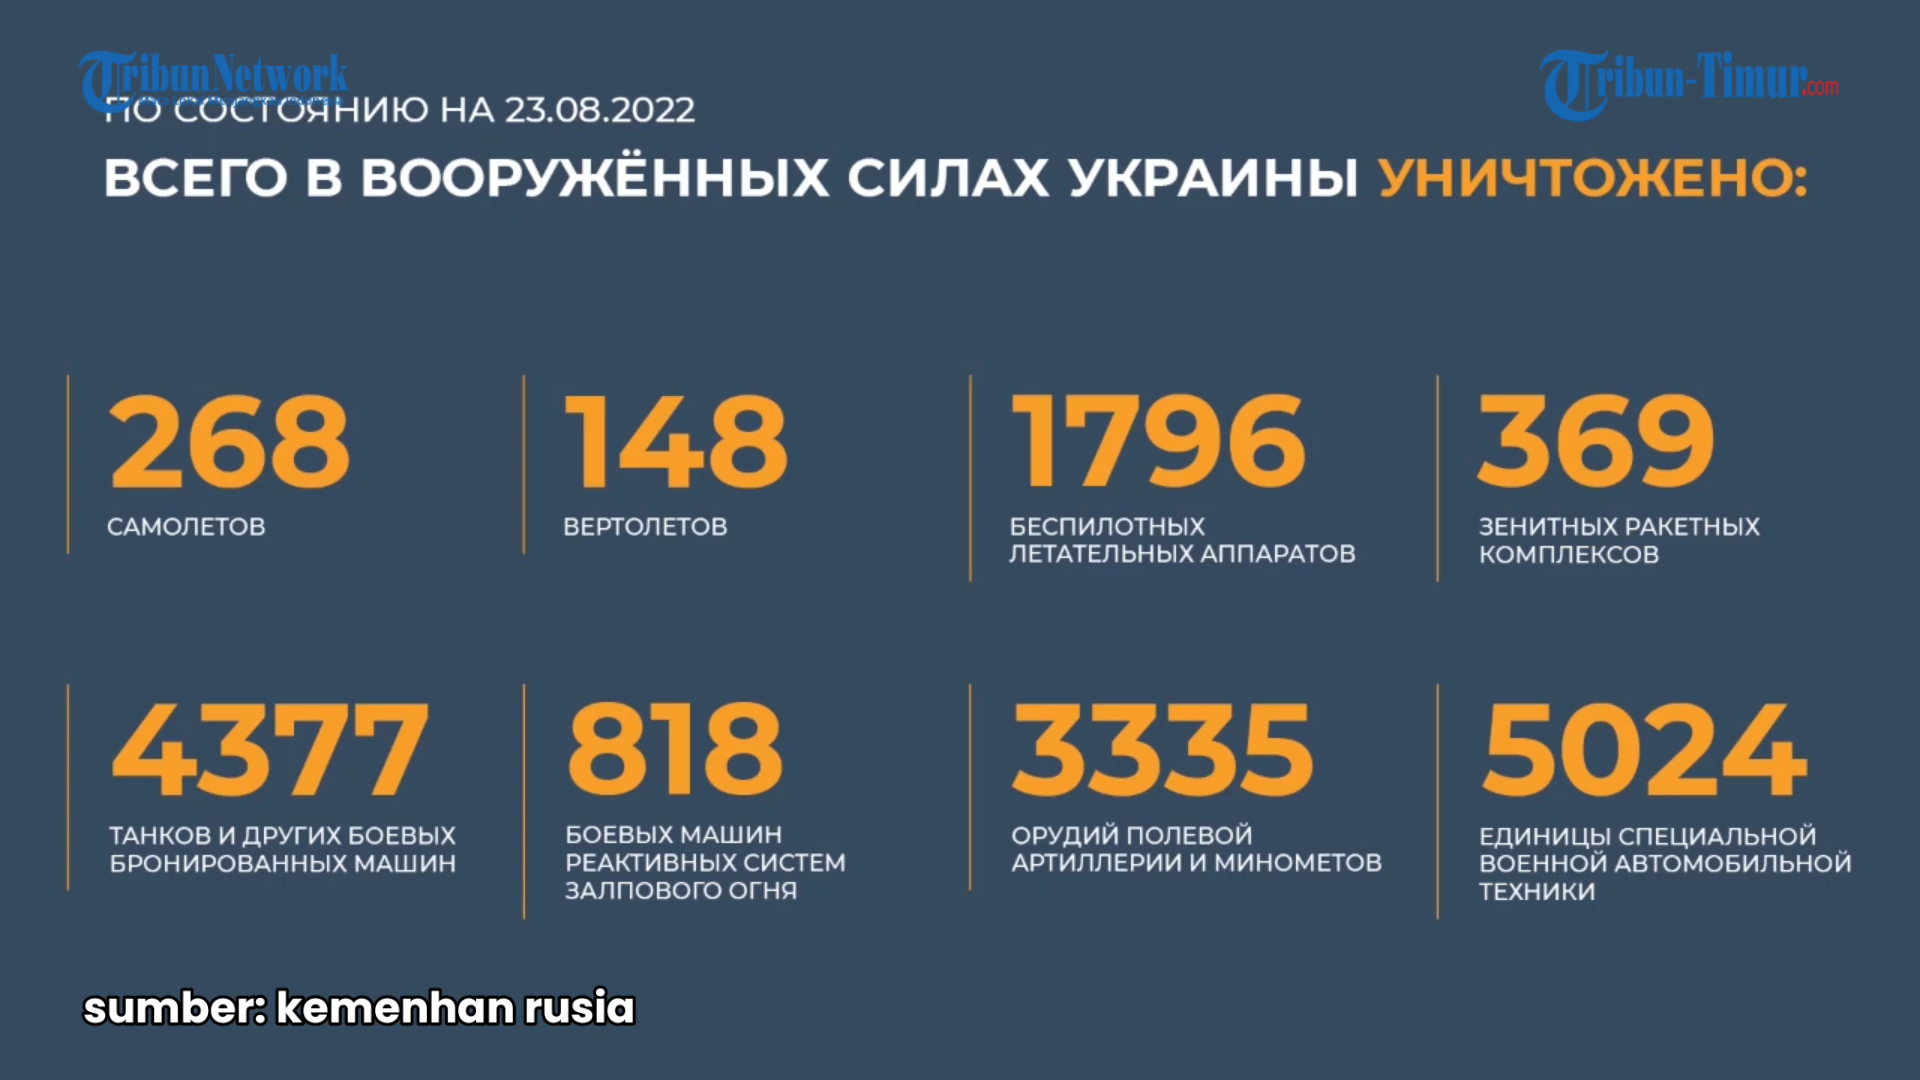 TribunNetwork
Tribun-Timur.com
ПО СОСТОЯНИЮ НА 23.08.2022
ВСЕГО В ВООРУЖЁННЫХ СИЛАХ УКРАИНЫ УНИЧТОЖЕНО:
268
САМОЛЕТОВ
148
ВЕРТОЛЕТОВ
1796
БЕСПИЛОТНЫХ
ЛЕТАТЕЛЬНЫХ АППАРАТОВ
369
ЗЕНИТНЫХ РАКЕТНЫХ
КОМПЛЕКСОВ
4377
ТАНКОВ И ДРУГИХ БОЕВЫХ
БРОНИРОВАННЫХ МАШИН
818
БОЕВЫХ МАШИН
РЕАКТИВНЫХ СИСТЕМ
ЗАЛПОВОГО ОГНЯ
3335
ОРУДИЙ ПОЛЕВОЙ
АРТИЛЛЕРИИ И МИНОМЕТОВ
5024
ЕДИНИЦЫ СПЕЦИАЛЬНОЙ
ВОЕННОЙ АВТОМОБИЛЬНОЙ
ТЕХНИКИ
sumber: kemenhan rusia